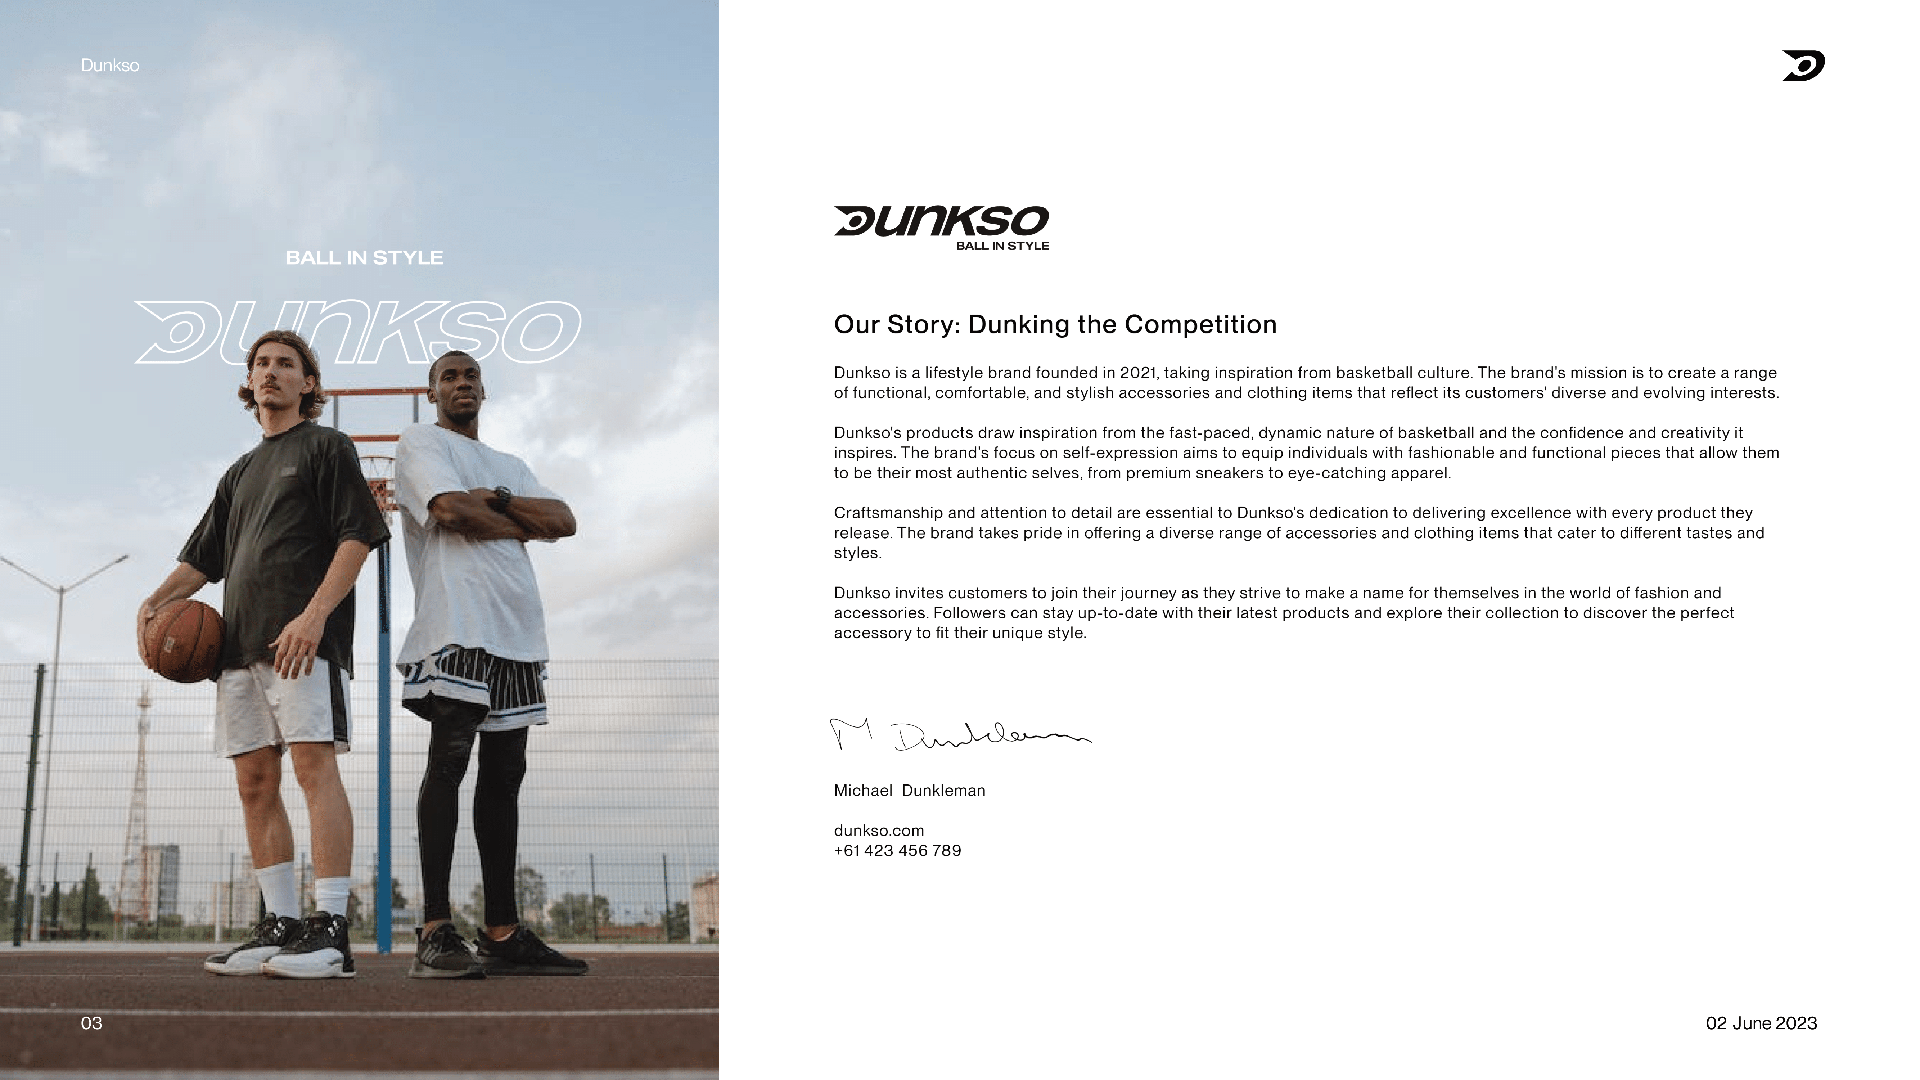 Dunkso
BALL IN STYLE
DUNKSO
03
DUNKSO
BALL IN STYLE
Our Story: Dunking the Competition
Dunkso is a lifestyle brand founded in 2021, taking inspiration from basketball culture. The brand's mission is to create a range
of functional, comfortable, and stylish accessories and clothing items that reflect its customers' diverse and evolving interests.
Dunkso's products draw inspiration from the fast-paced, dynamic nature of basketball and the confidence and creativity it
inspires. The brand's focus on self-expression aims to equip individuals with fashionable and functional pieces that allow them
to be their most authentic selves, from premium sneakers to eye-catching apparel.
Craftsmanship and attention to detail are essential to Dunkso's dedication to delivering excellence with every product they
release. The brand takes pride in offering a diverse range of accessories and clothing items that cater to different tastes and
styles.
Dunkso invites customers to join their journey as they strive to make a name for themselves in the world of fashion and
accessories. Followers can stay up-to-date with their latest products and explore their collection to discover the perfect
accessory to fit their unique style.
M Dunkleman
Michael Dunkleman
dunkso.com
+61 423 456 789
02 June 2023